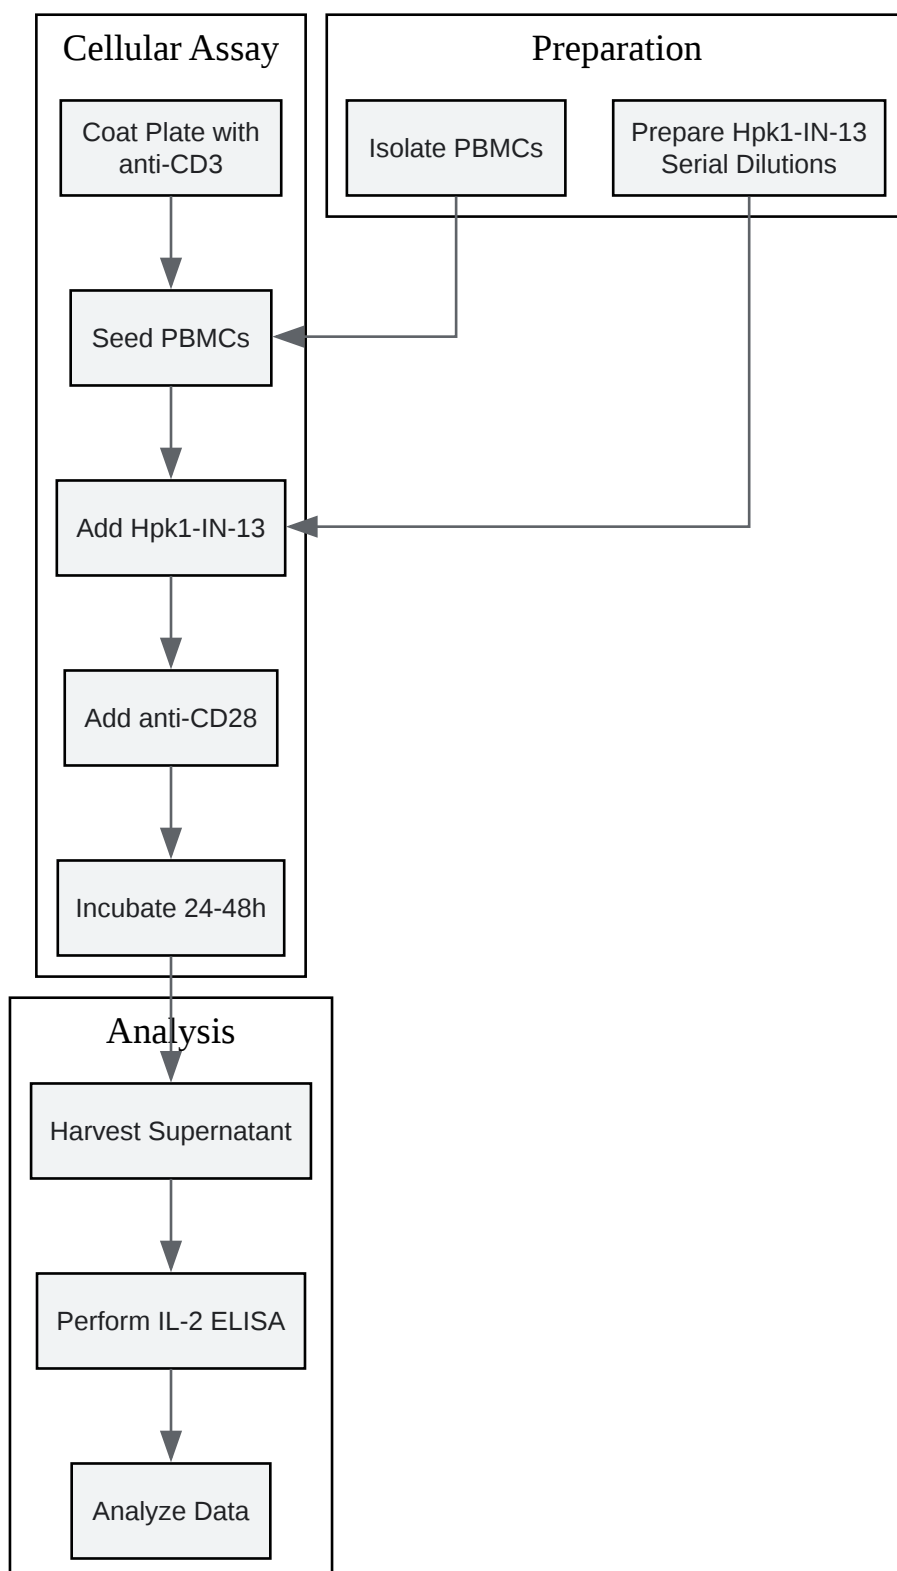 Cellular Assay
Coat Plate with
anti-CD3
Seed PBMCs
Add Hpk1-IN-13
Add anti-CD28
Incubate 24-48h
Preparation
Isolate PBMCs
Prepare Hpk1-IN-13
Serial Dilutions
Analysis
Harvest Supernatant
Perform IL-2 ELISA
Analyze Data